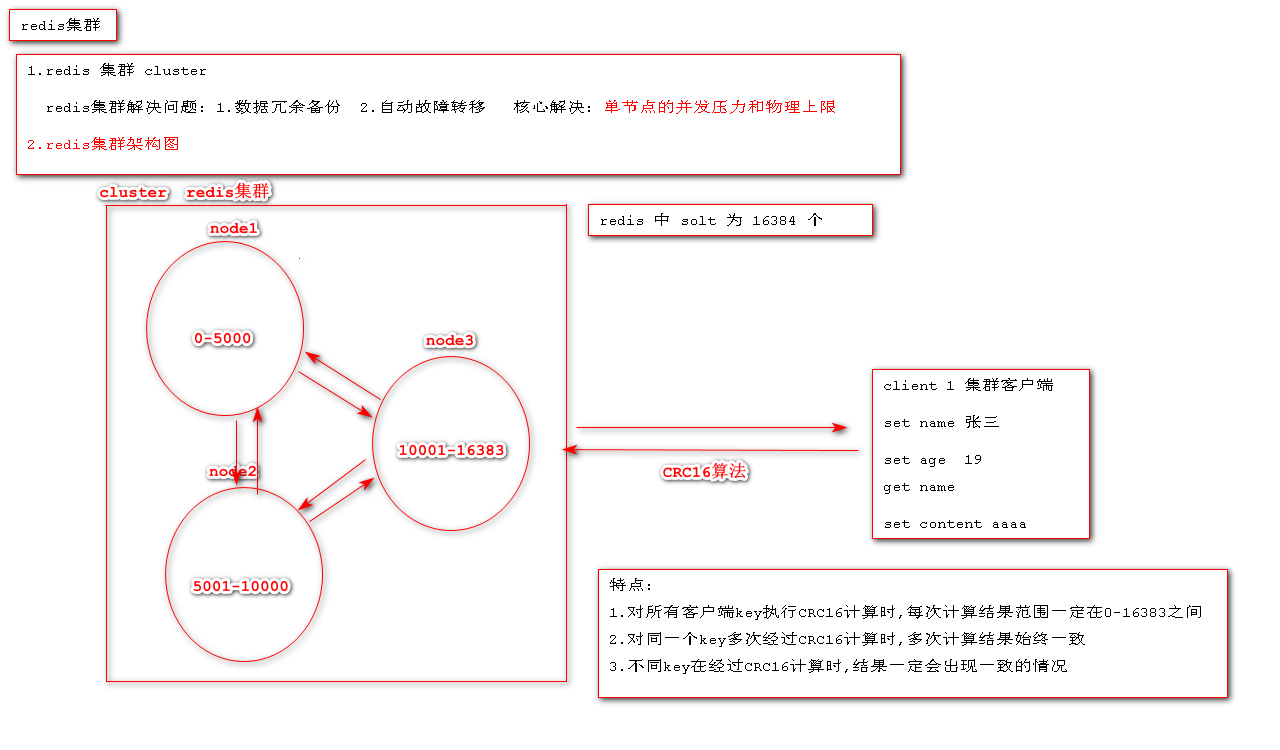 redis集群
1.redis 集群 cluster
redis集群解决问题: 1.数据冗余备份 2.自动故障转移 核心解决: 单节点的并发压力和物理上限
2.redis集群架构图
cluster redis集群
redis 中 solt 为 16384 个
node1
0-5000
node3
10001-16383
node2
5001-10000
CRC16算法
client 1 集群客户端
set name 张三
set age 19
get name
set content aaaa
特点:
1.对所有客户端key执行CRC16计算时,每次计算结果范围一定在0-16383之间
2.对同一个key多次经过CRC16计算时,多次计算结果始终一致
3.不同key在经过CRC16计算时,结果一定会出现一致的情况